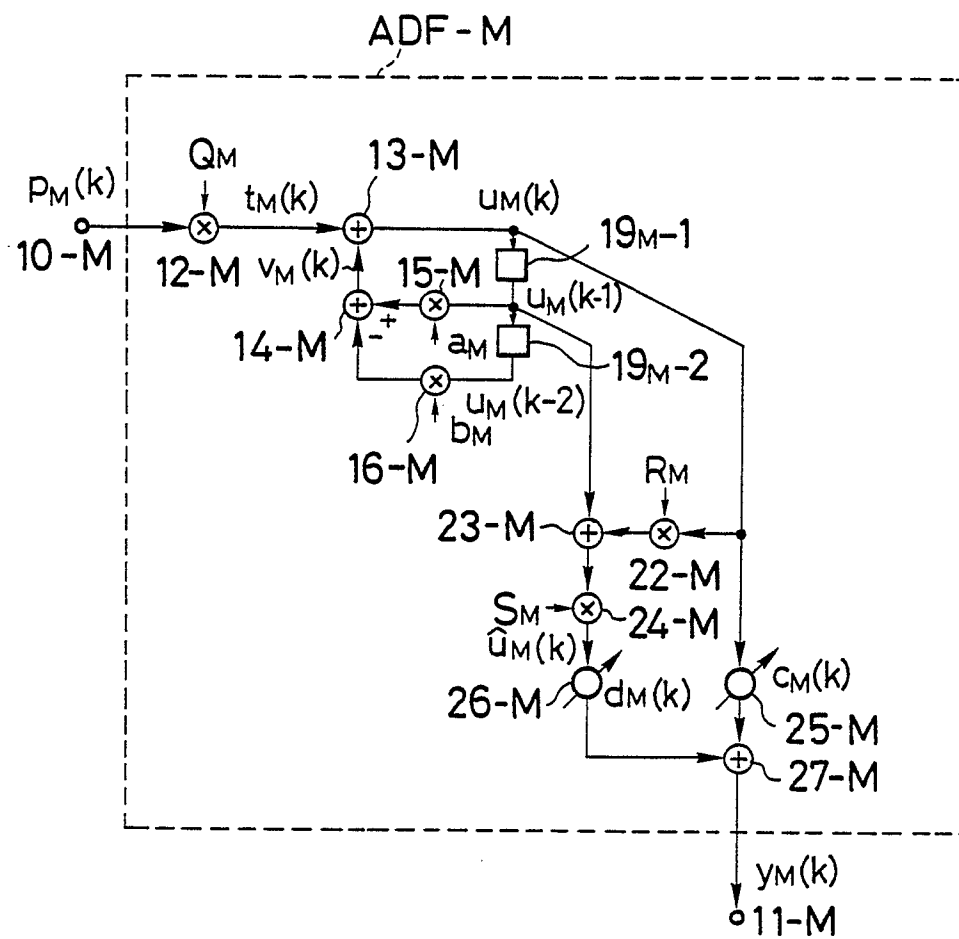 ADF-M
QM
13-M
pM(k)
tM(k)
uM(k)
19M-1
10-M
12-M
vM(k)
15-M
uM(k-1)
+
-
14-M
aM
19M-2
uM(k-2)
bM
16-M
RM
23-M
22-M
SM
24-M
ûM(k)
26-M
dM(k)
cM(k)
25-M
27-M
yM(k)
11-M